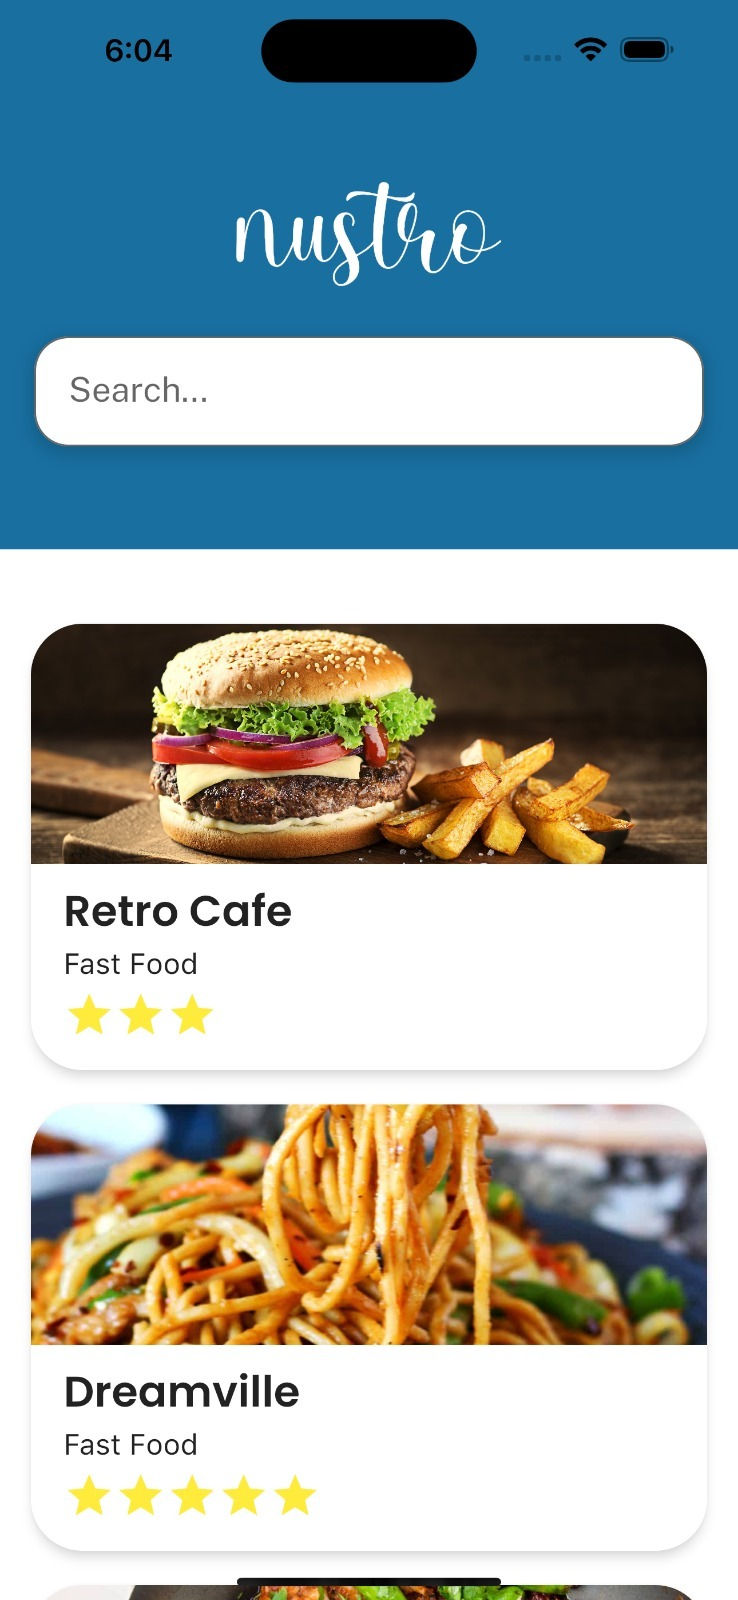 6:04
nustro
Search...
Retro Cafe
Fast Food
Dreamville
Fast Food